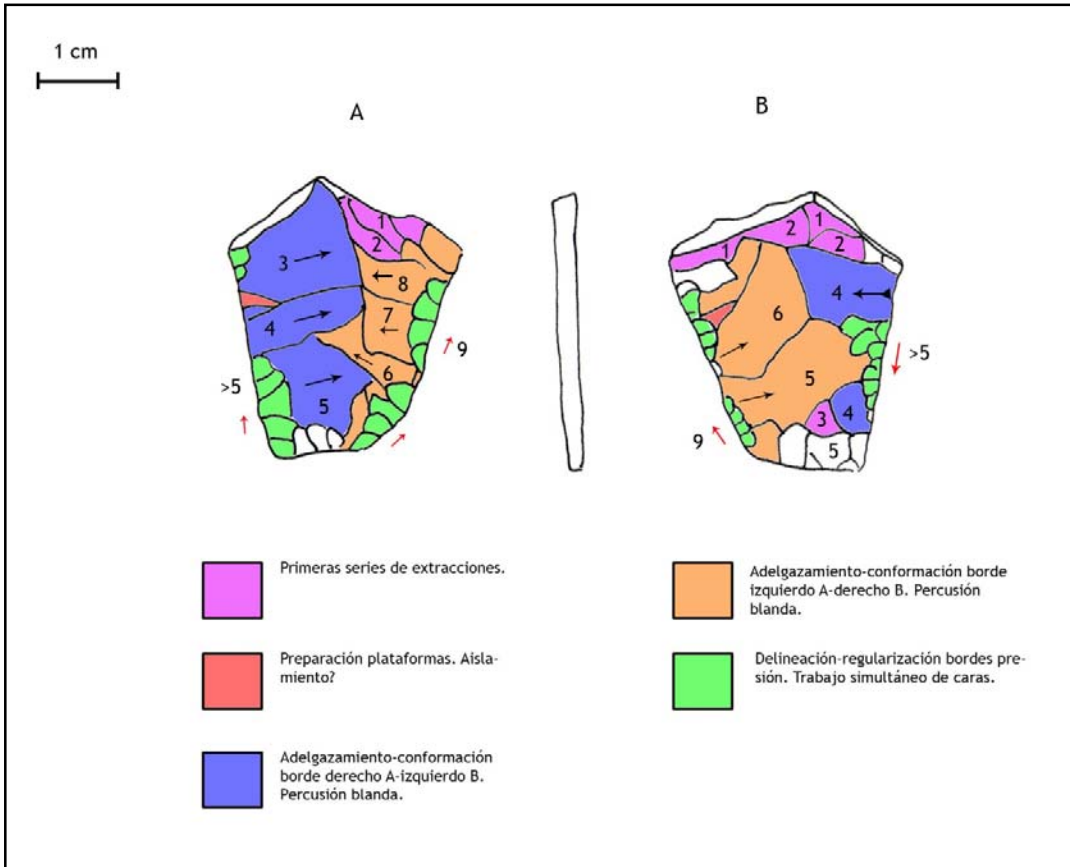 1 cm
A
B
1
2
3
8
4
7
9
6
>5
5
1
2
1
2
4
6
>5
5
3
4
9
5
Primeras series de extracciones.
Preparación plataformas. Aisla-
miento?
Adelgazamiento-conformación
borde derecho A-izquierdo B.
Percusión blanda.
Adelgazamiento-conformación borde
izquierdo A-derecho B. Percusión
blanda.
Delineación-regularización bordes pre-
sión. Trabajo simultáneo de caras.